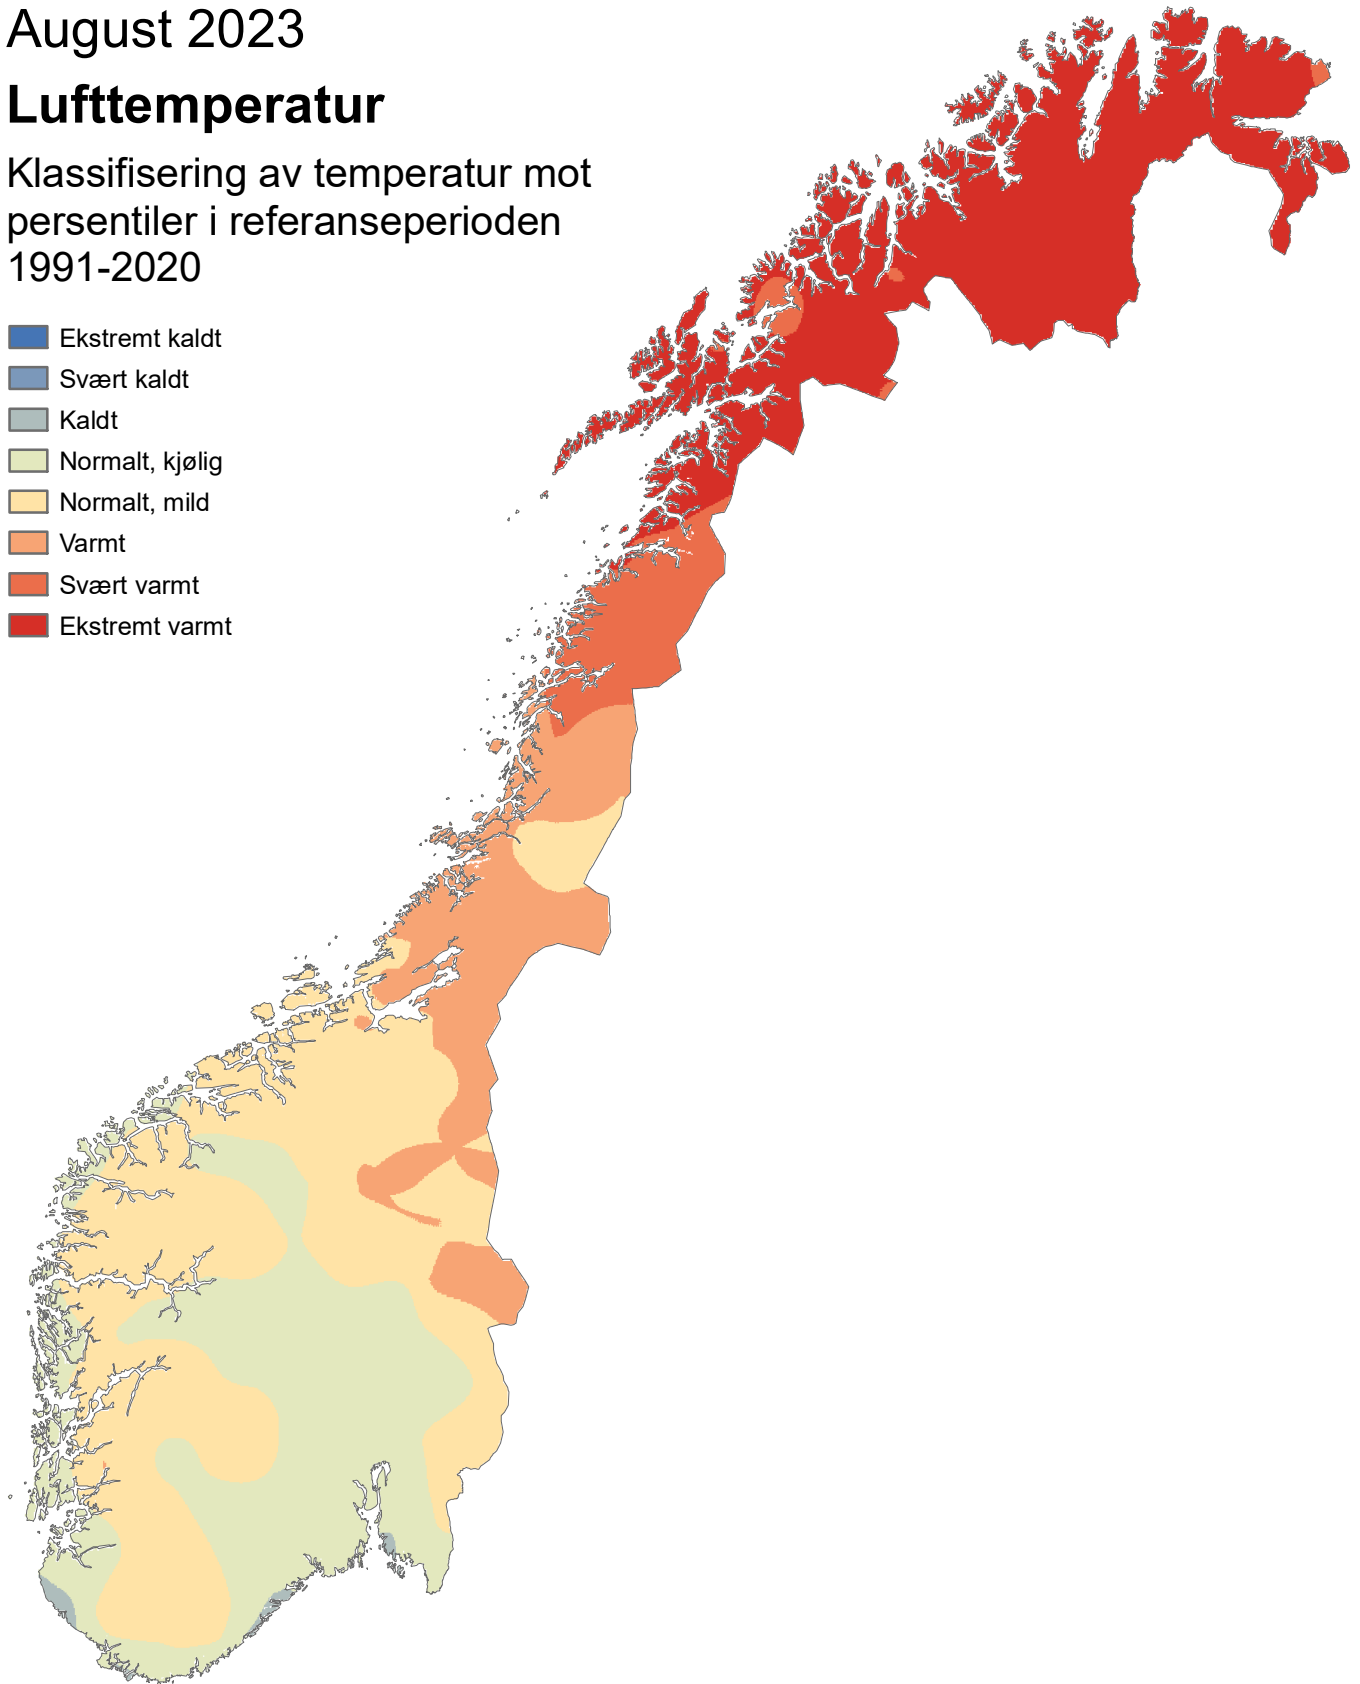 August 2023
Lufttemperatur
Klassifisering av temperatur mot
persentiler i referanseperioden
1991-2020
Ekstremt kaldt
Svært kaldt
Kaldt
Normalt, kjølig
Normalt, mild
Varmt
Svært varmt
Ekstremt varmt